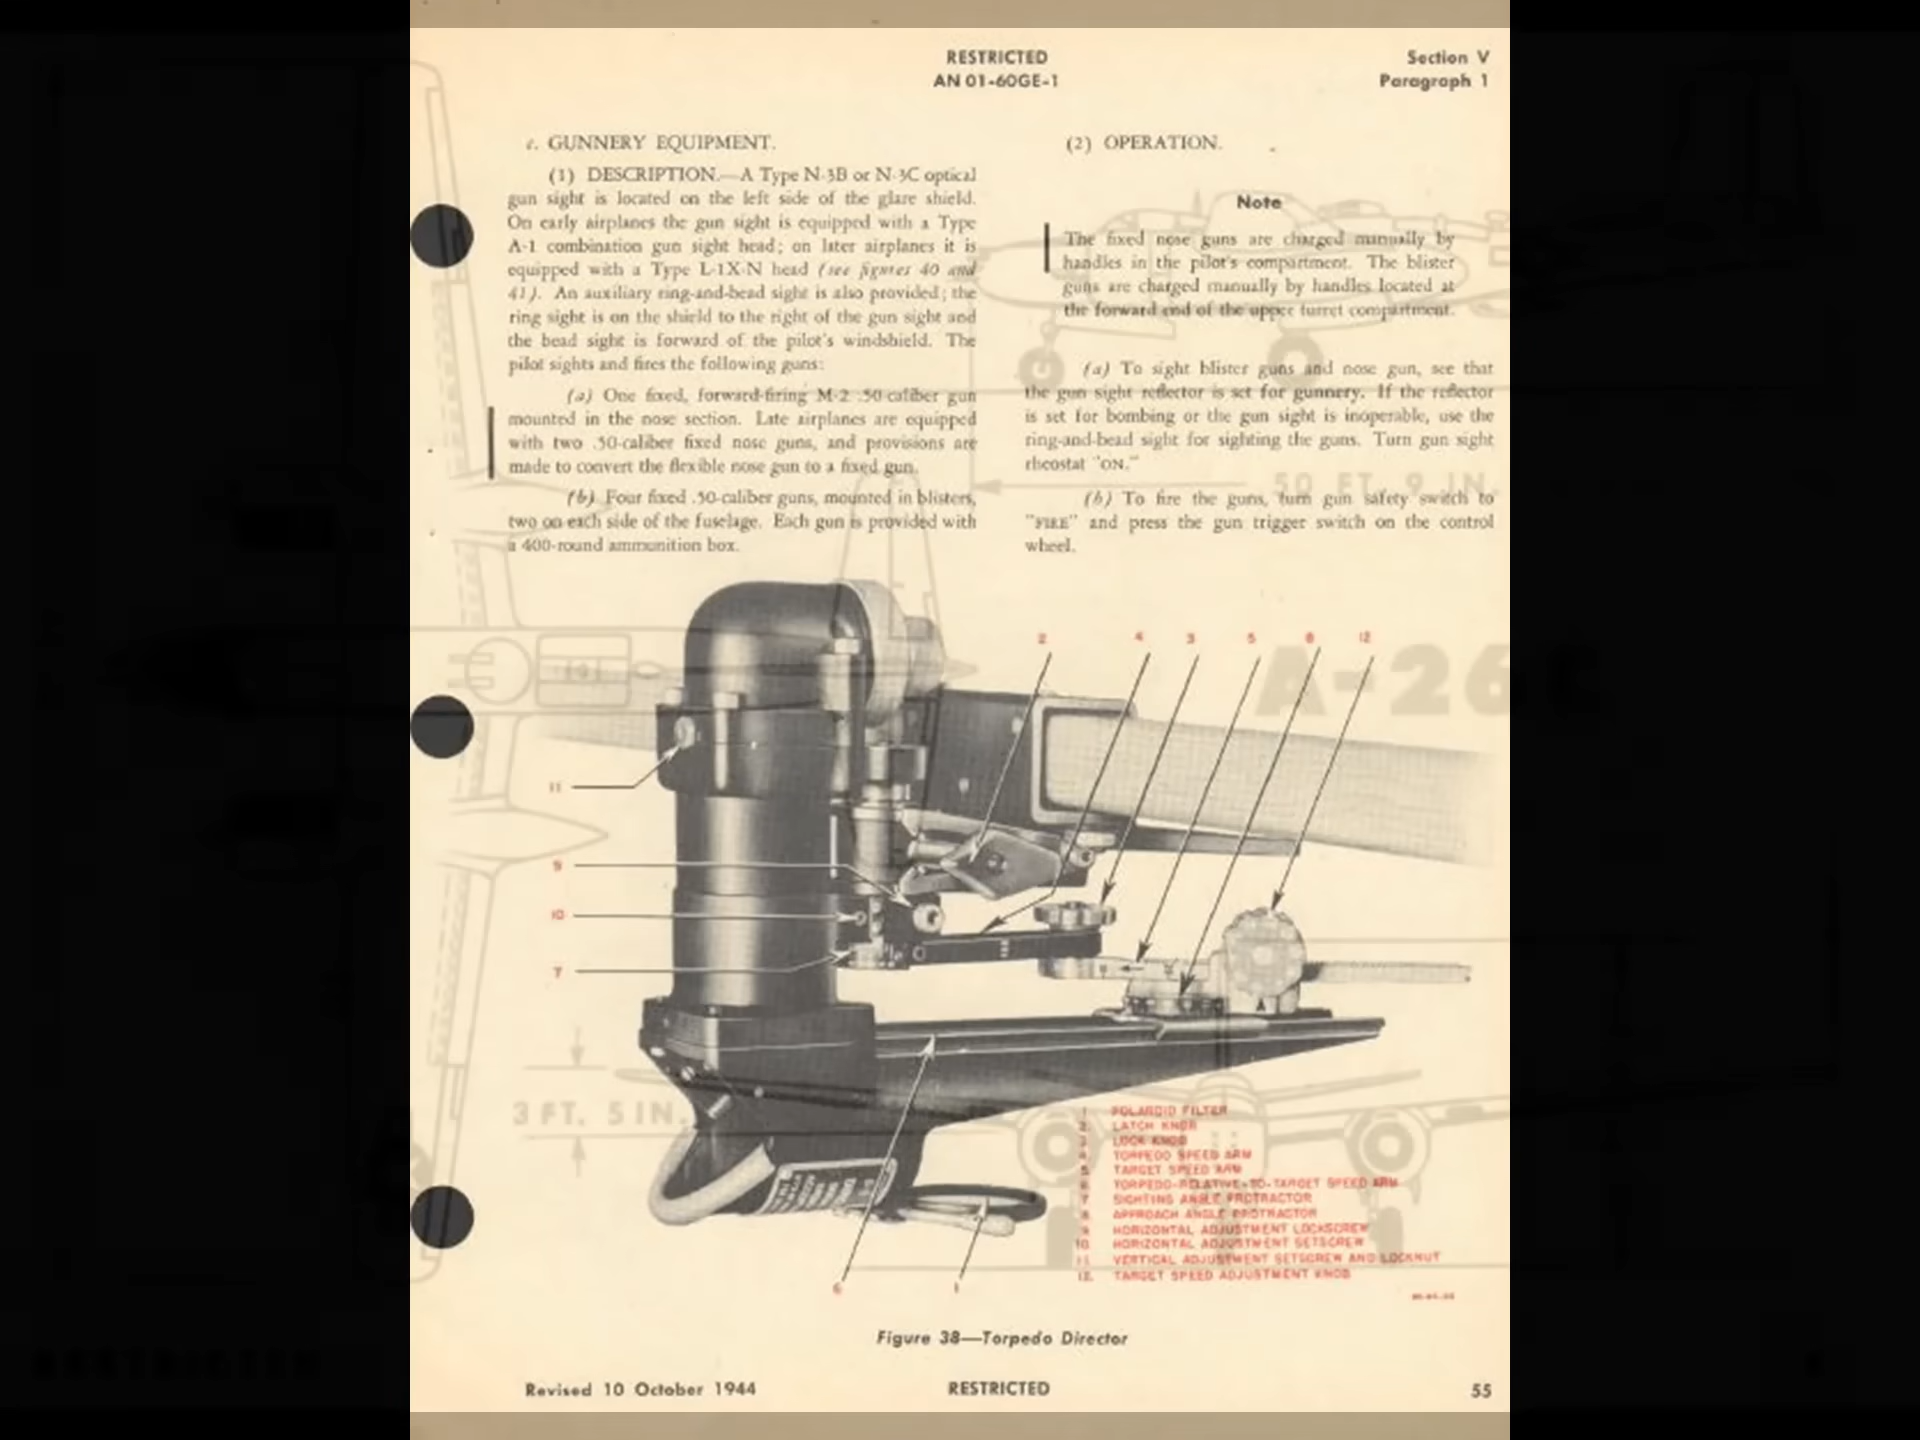 RESTRICTED
AN 01-60GE-1
Section V
Paragraph 1
c. GUNNERY EQUIPMENT.
(1) DESCRIPTION.—A Type N-3B or N-3C optical
gun sight is located on the left side of the glare shield.
On early airplanes the gun sight is equipped with a Type
A-1 combination gun sight head; on later airplanes it is
equipped with a Type L-1X-N head (see figures 40 and
41). An auxiliary ring-and-bead sight is also provided; the
ring sight is on the shield to the right of the gun sight and
the bead sight is forward of the pilot's windshield. The
pilot sights and fires the following guns:
(a) One fixed, forward-firing M-2 .50-caliber gun
mounted in the nose section. Late airplanes are equipped
with two .50-caliber fixed nose guns, and provisions are
made to convert the flexible nose gun to a fixed gun.
(b) Four fixed .50-caliber guns, mounted in blisters,
two on each side of the fuselage. Each gun is provided with
a 400-round ammunition box.
(2) OPERATION.
Note
The fixed nose guns are charged manually by
handles in the pilot's compartment. The blister
guns are charged manually by handles located at
the forward end of the upper turret compartment.
(a) To sight blister guns and nose gun, see that
the gun sight reflector is set for gunnery. If the reflector
is set for bombing or the gun sight is inoperable, use the
ring-and-bead sight for sighting the guns. Turn gun sight
rheostat "ON."
(b) To fire the guns, turn gun safety switch to
"FIRE" and press the gun trigger switch on the control
wheel.
50 FT. 9 IN.
2 4 3 5 8 12
A-26C
11
9
10
7
3 FT. 5 IN.
1. POLAROID FILTER
2. LATCH KNOB
3. LOCK KNOB
4. TORPEDO SPEED ARM
5. TARGET SPEED ARM
6. TORPEDO-RELATIVE-TO-TARGET SPEED ARM
7. SIGHTING ANGLE PROTRACTOR
8. APPROACH ANGLE PROTRACTOR
9. HORIZONTAL ADJUSTMENT LOCKSCREW
10. HORIZONTAL ADJUSTMENT SETSCREW
11. VERTICAL ADJUSTMENT SETSCREW AND LOCKNUT
12. TARGET SPEED ADJUSTMENT KNOB
6 1
Figure 38—Torpedo Director
Revised 10 October 1944
RESTRICTED
55
RESTRICTED